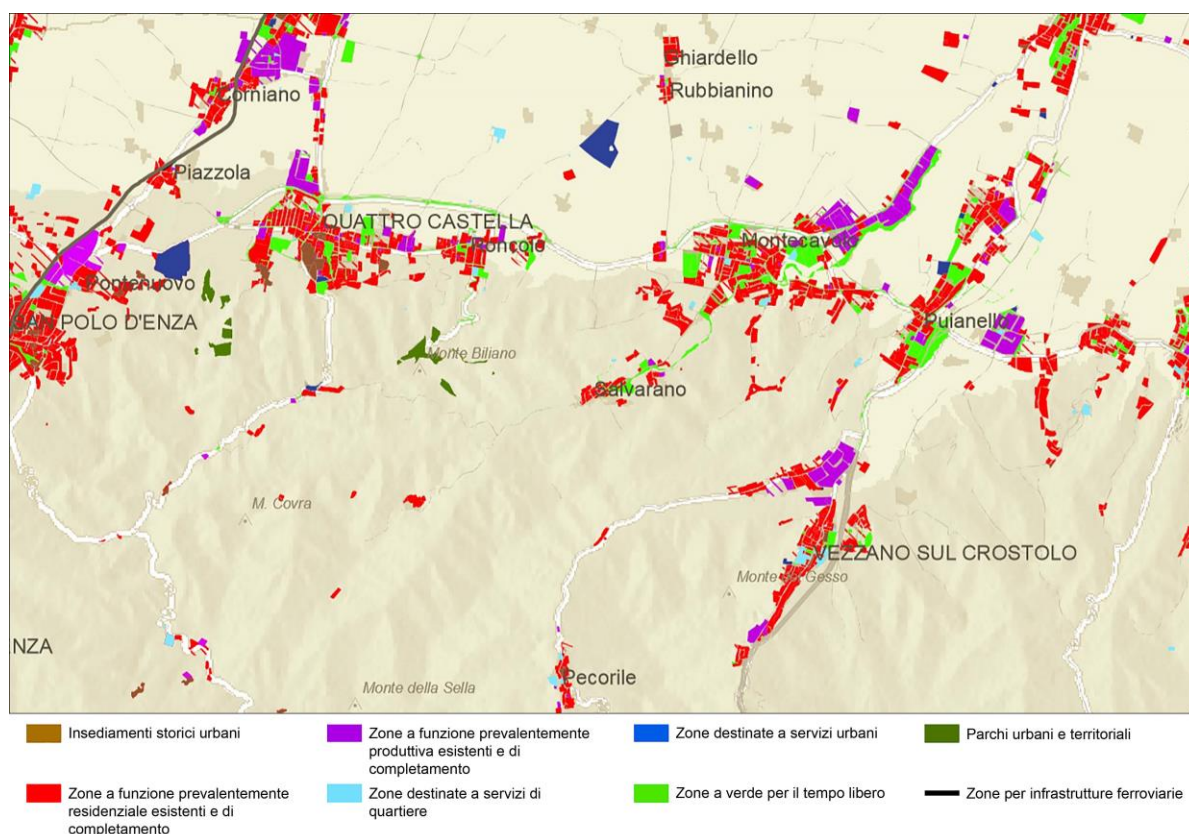 Ghiardello
Corniano
Rubbianino
Piazzola
QUATTRO CASTELLA
Roncolo
Montecavolo
Pontenuovo
SAN POLO D'ENZA
Puianello
Monte Biliano
Salvarano
M. Covra
VEZZANO SUL CROSTOLO
Monte Gesso
ENZA
Pecorile
Monte della Sella
Insediamenti storici urbani
Zone a funzione prevalentemente
produttiva esistenti e di
completamento
Zone destinate a servizi urbani
Parchi urbani e territoriali
Zone a funzione prevalentemente
residenziale esistenti e di
completamento
Zone destinate a servizi di
quartiere
Zone a verde per il tempo libero
Zone per infrastrutture ferroviarie